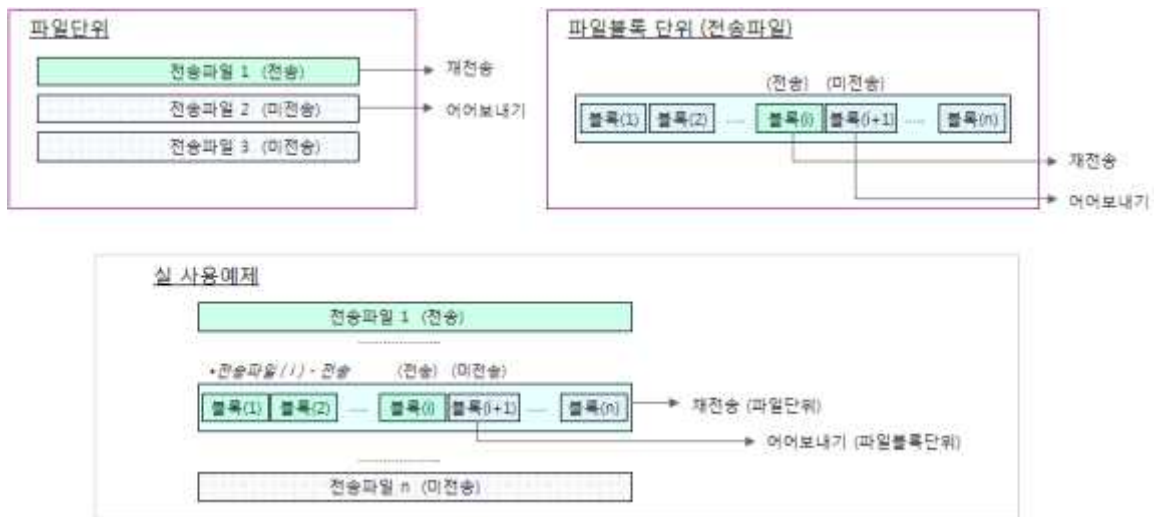 파일단위
전송파일 1 (전송)
재전송
전송파일 2 (미전송)
이어보내기
전송파일 3 (미전송)
파일블록 단위 (전송파일)
(전송) (미전송)
블록(1) 블록(2) ..... 블록(i) 블록(i+1) ..... 블록(n)
재전송
이어보내기
실 사용예제
전송파일 1 (전송)
•전송파일(i) - 전송 (전송) (미전송)
블록(1) 블록(2) ..... 블록(i) 블록(i+1) ..... 블록(n)
재전송 (파일단위)
이어보내기 (파일블록단위)
전송파일 n (미전송)